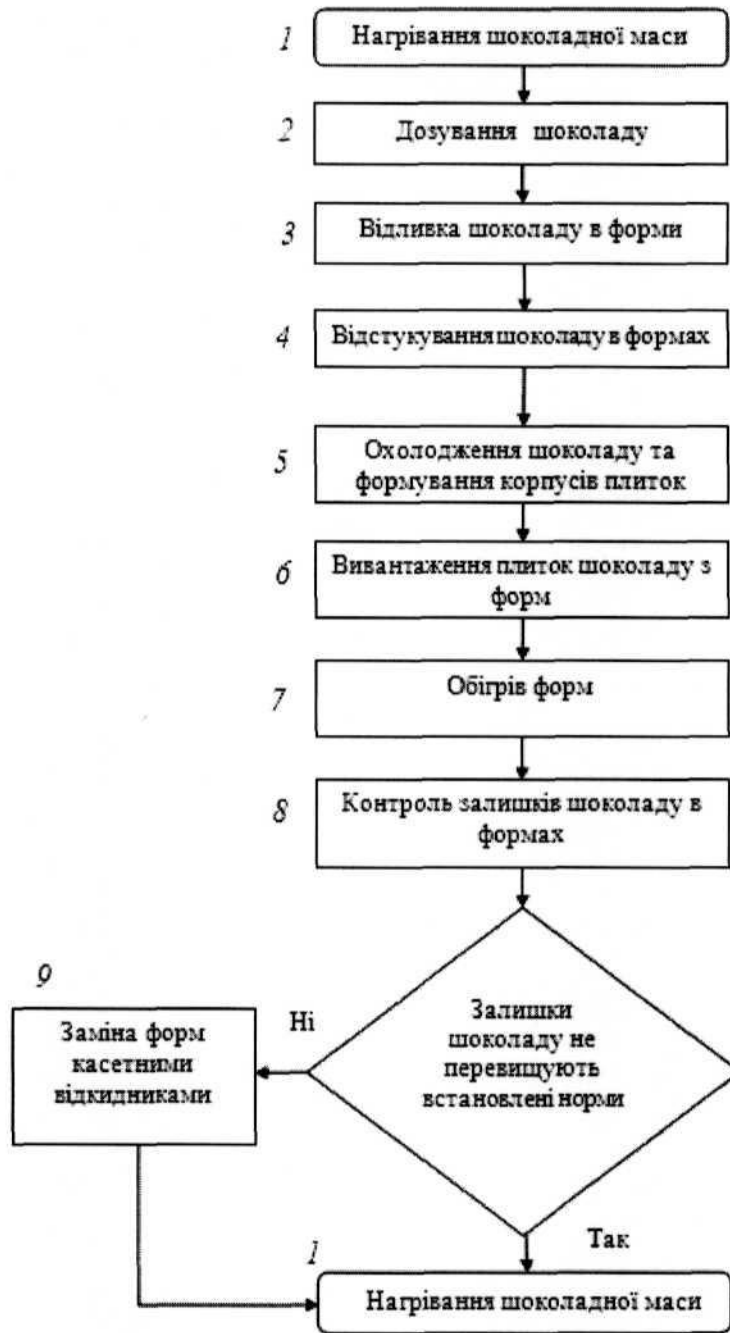 1
Нагрівання шоколадної маси
2
Дозування шоколаду
3
Відливка шоколаду в форми
4
Відстукування шоколаду в формах
5
Охолодження шоколаду та
формування корпусів плиток
6
Вивантаження плиток шоколаду з
форм
7
Обігрів форм
8
Контроль залишків шоколаду в
формах
Залишки
шоколаду не
перевищують
встановлені норми
Ні
9
Заміна форм
касетними
відкидниками
Так
1
Нагрівання шоколадної маси